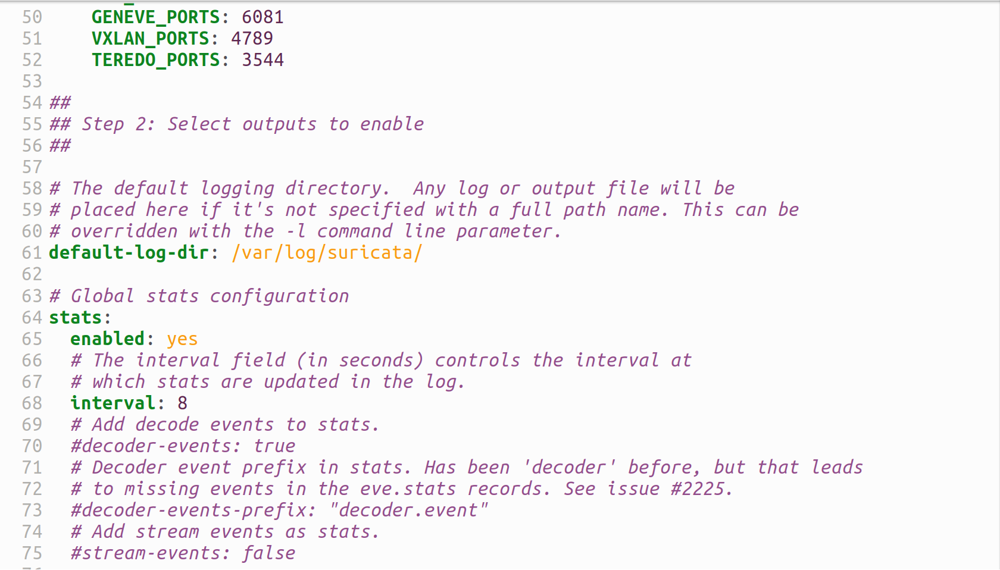 50     GENEVE_PORTS: 6081
51     VXLAN_PORTS: 4789
52     TEREDO_PORTS: 3544
53
54 ##
55 ## Step 2: Select outputs to enable
56 ##
57
58 # The default logging directory.  Any log or output file will be
59 # placed here if it's not specified with a full path name. This can be
60 # overridden with the -l command line parameter.
61 default-log-dir: /var/log/suricata/
62
63 # Global stats configuration
64 stats:
65   enabled: yes
66   # The interval field (in seconds) controls the interval at
67   # which stats are updated in the log.
68   interval: 8
69   # Add decode events to stats.
70   #decoder-events: true
71   # Decoder event prefix in stats. Has been 'decoder' before, but that leads
72   # to missing events in the eve.stats records. See issue #2225.
73   #decoder-events-prefix: "decoder.event"
74   # Add stream events as stats.
75   #stream-events: false